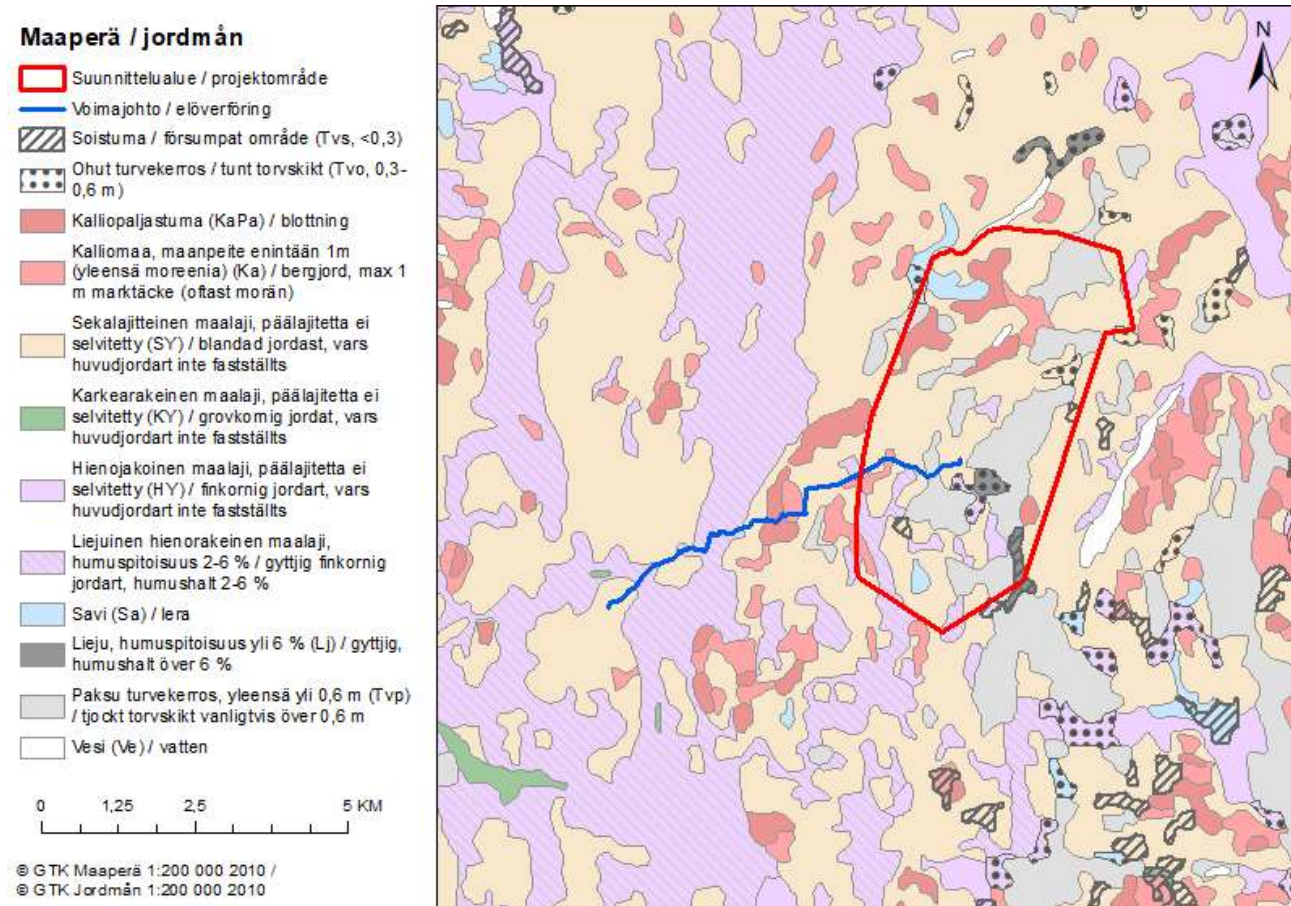 Maaperä / jordmån
Suunnittelualue / projektområde
Voimajohto / elöverföring
Soistuma / försumpat område (Tvs, <0,3)
Ohut turvekerros / tunt torvskikt (Tvo, 0,3-
0,6 m)
Kalliopaljastuma (KaPa) / blottning
Kalliomaa, maanpeite enintään 1m
(yleensä moreenia) (Ka) / bergjord, max 1
m marktäcke (oftast morän)
Sekalajitteinen maalaji, päälajitetta ei
selvitetty (SY) / blandad jordast, vars
huvudjordart inte fastställts
Karkearakeinen maalaji, päälajitetta ei
selvitetty (KY) / grovkornig jordat, vars
huvudjordart inte fastställts
Hienojakoinen maalaji, päälajitetta ei
selvitetty (HY) / finkornig jordart, vars
huvudjordart inte fastställts
Liejuinen hienorakeinen maalaji,
humuspitoisuus 2-6 % / gyttjig finkornig
jordart, humushalt 2-6 %
Savi (Sa) / lera
Lieju, humuspitoisuus yli 6 % (Lj) / gyttjig,
humushalt över 6 %
Paksu turvekerros, yleensä yli 0,6 m (Tvp)
/ tjockt torvskikt vanligtvis över 0,6 m
Vesi (Ve) / vatten
0 1,25 2,5 5 KM
© GTK Maaperä 1:200 000 2010 /
© GTK Jordmån 1:200 000 2010
N